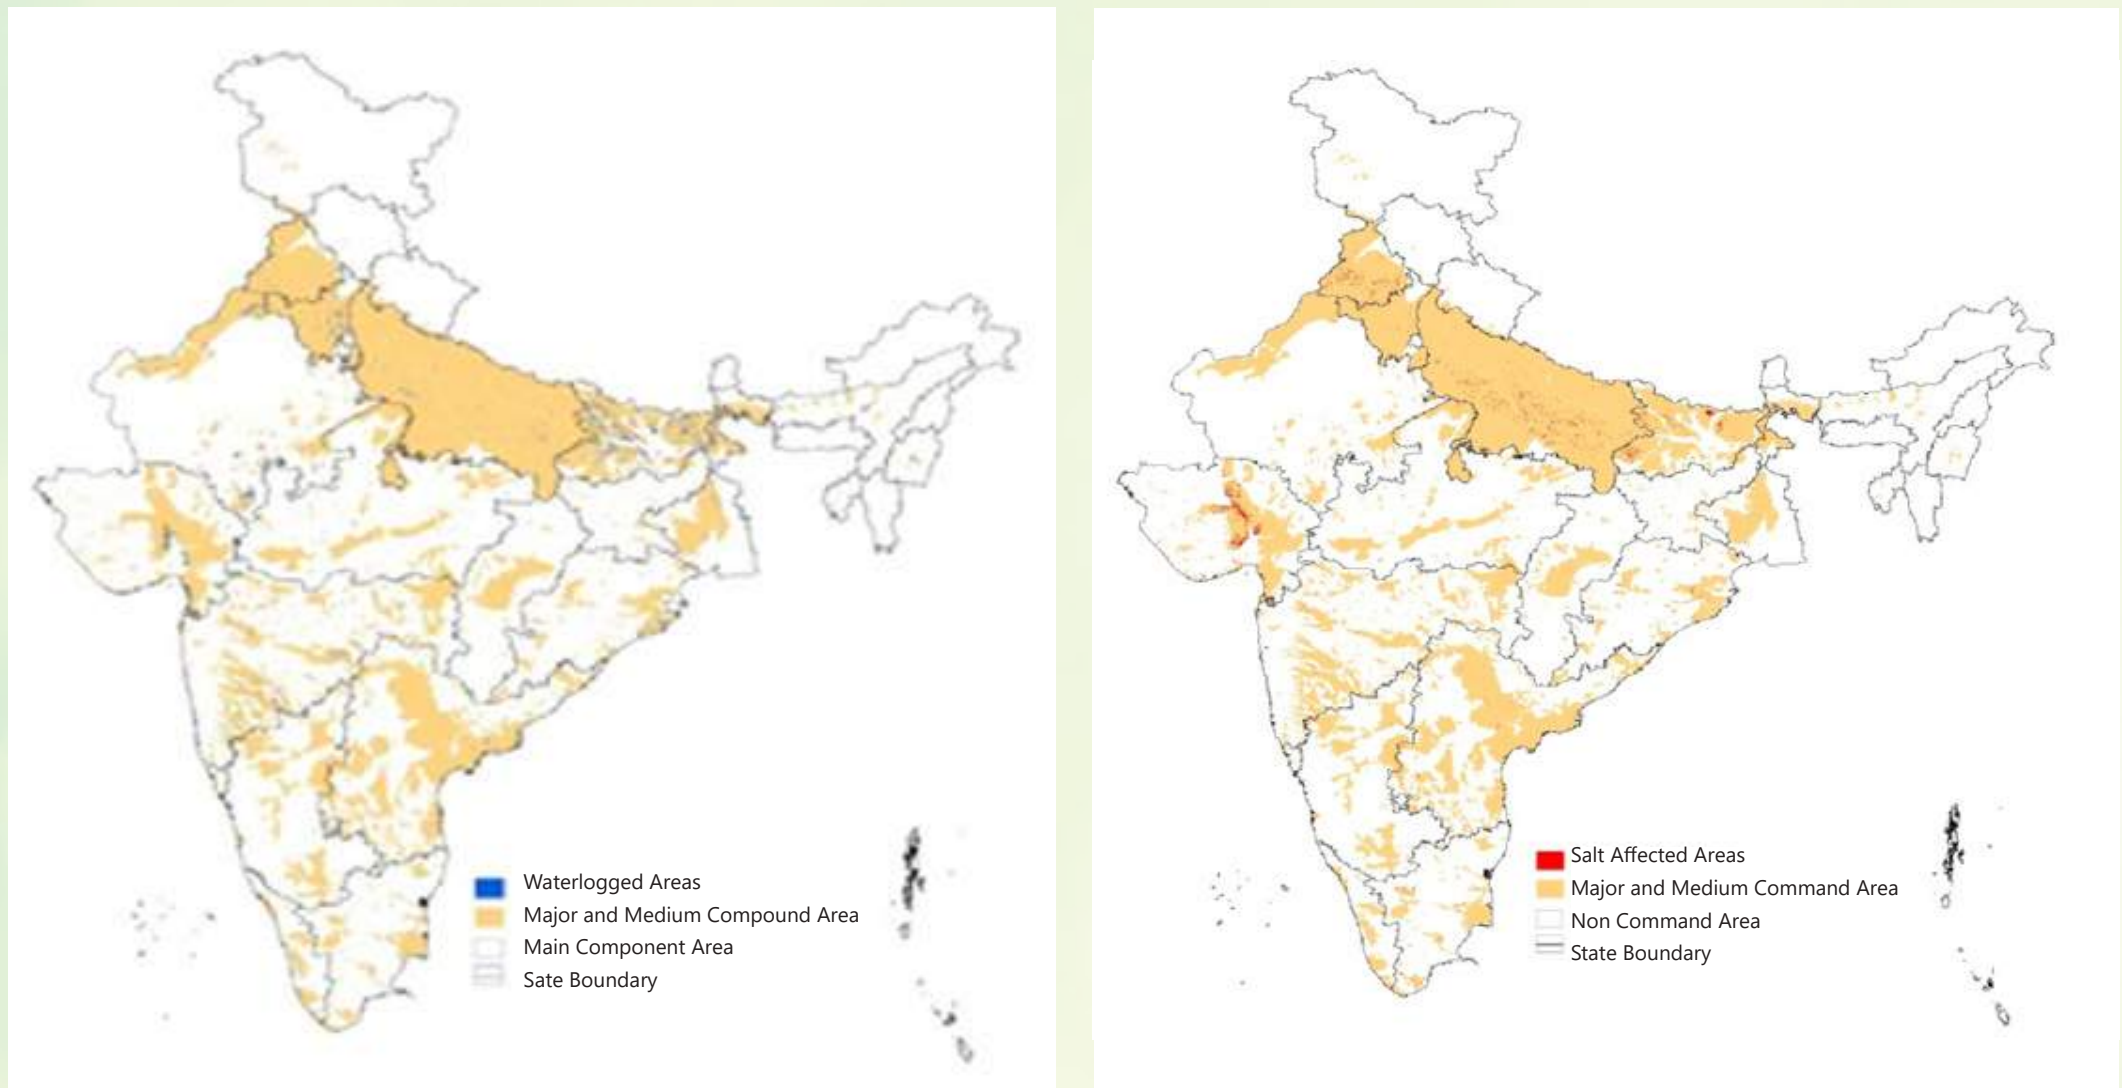 Waterlogged Areas
Major and Medium Compound Area
Main Component Area
Sate Boundary
Salt Affected Areas
Major and Medium Command Area
Non Command Area
State Boundary